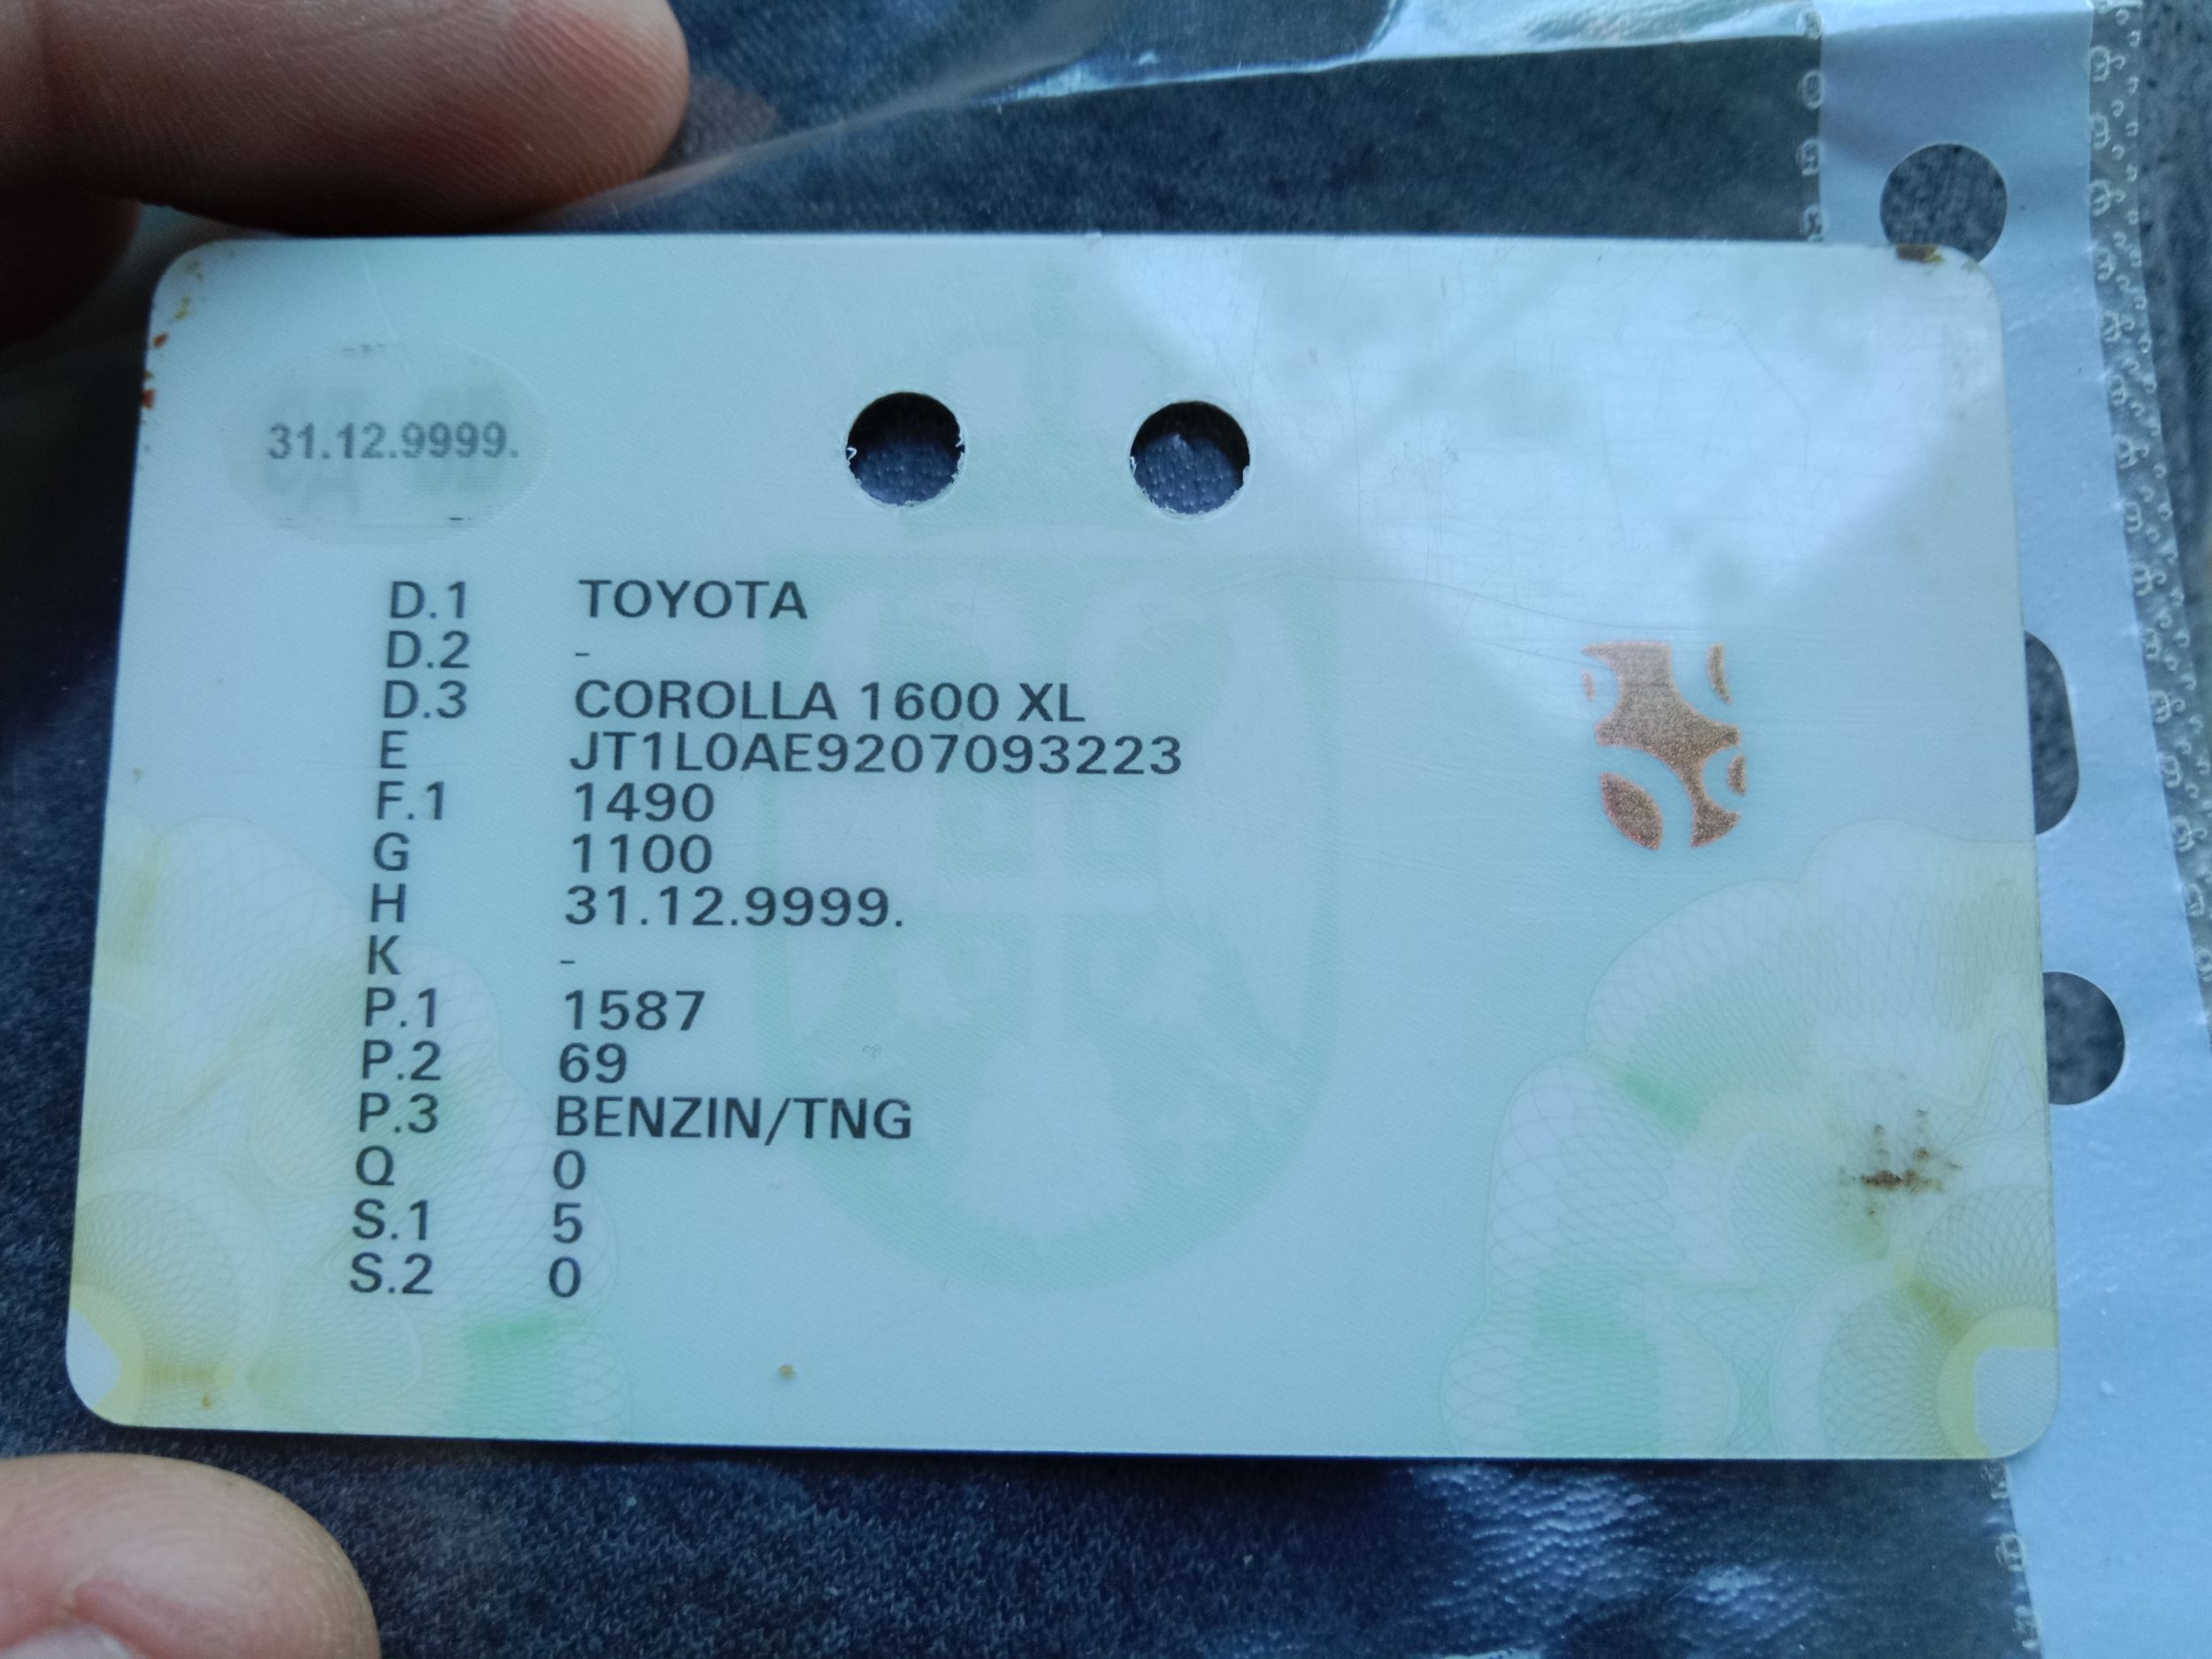 31.12.9999.
D.1 TOYOTA
D.2 -
D.3 COROLLA 1600 XL
E JT1L0AE9207093223
F.1 1490
G 1100
H 31.12.9999.
K -
P.1 1587
P.2 69
P.3 BENZIN/TNG
Q 0
S.1 5
S.2 0